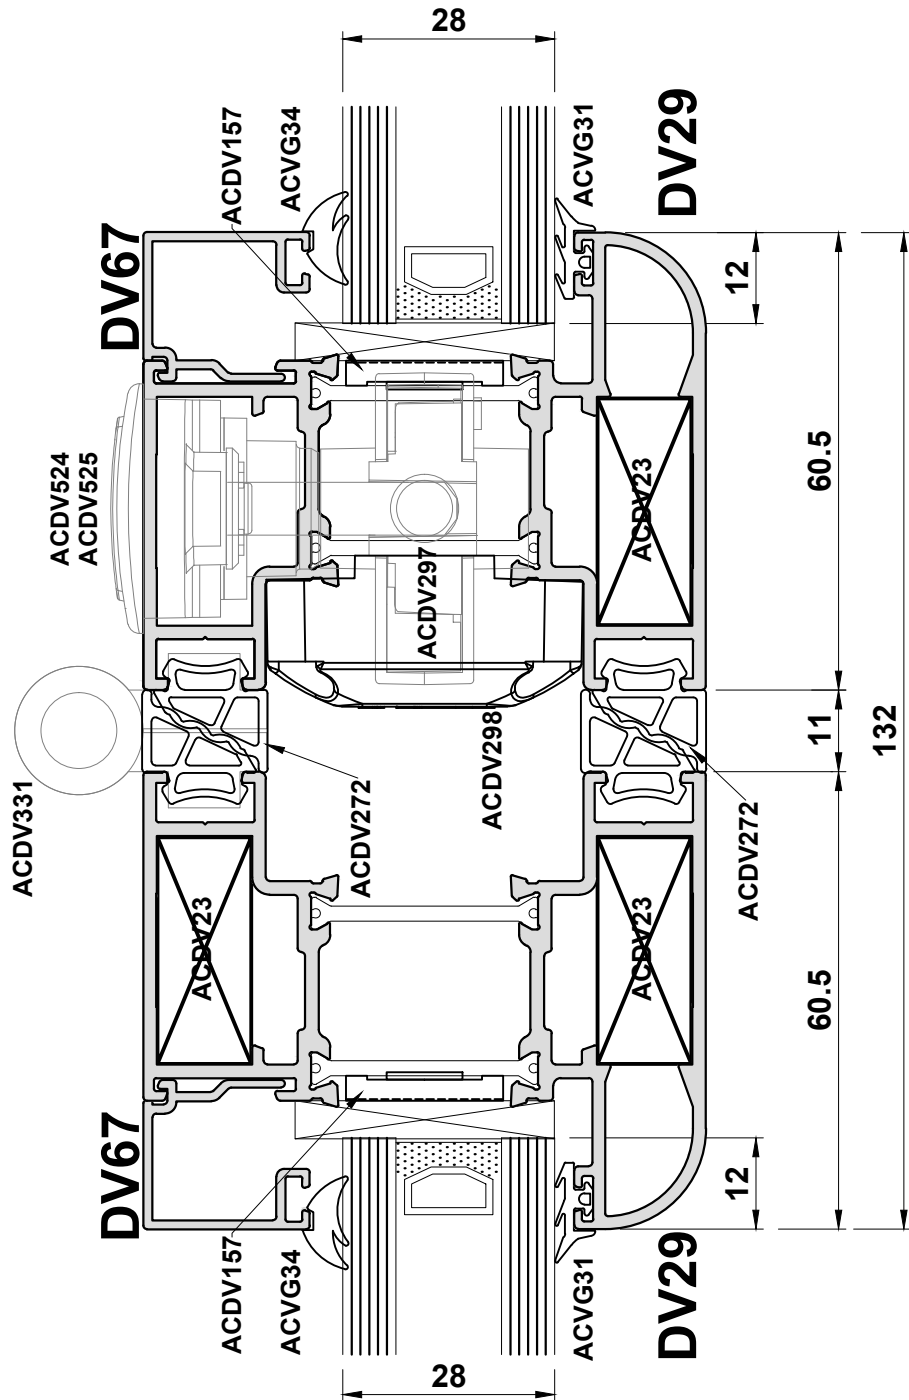 28
ACDV157
ACVG34
ACVG31
DV29
DV67
12
ACDV524
ACDV525
ACDV23
60.5
ACDV297
ACDV331
ACDV298
ACDV272
ACDV272
11
132
ACDV23
ACDV23
60.5
DV67
ACDV157
ACVG34
ACVG31
DV29
12
28